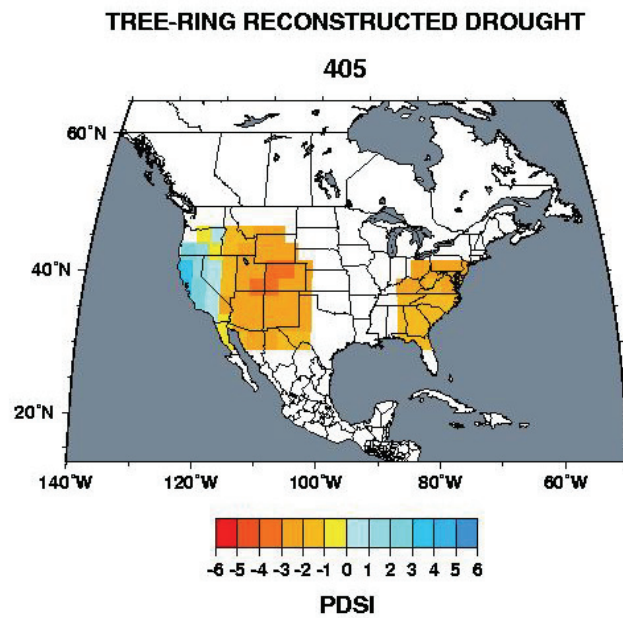 TREE-RING RECONSTRUCTED DROUGHT
405
60°N
40°N
20°N
140°W 120°W 100°W 80°W 60°W
-6 -5 -4 -3 -2 -1 0 1 2 3 4 5 6
PDSI